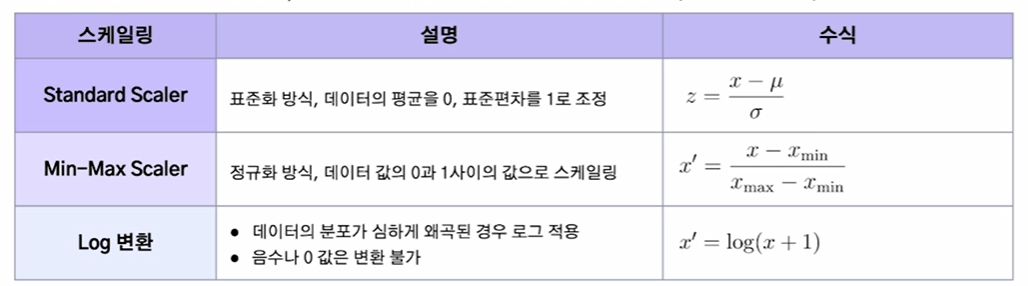 스케일링 설명 수식
Standard Scaler 표준화 방식, 데이터의 평균을 0, 표준편차를 1로 조정 z = \frac{x - \mu}{\sigma}
Min-Max Scaler 정규화 방식, 데이터 값의 0과 1사이의 값으로 스케일링 x' = \frac{x - x_{\min}}{x_{\max} - x_{\min}}
Log 변환
● 데이터의 분포가 심하게 왜곡된 경우 로그 적용
● 음수나 0 값은 변환 불가
x' = \log(x + 1)